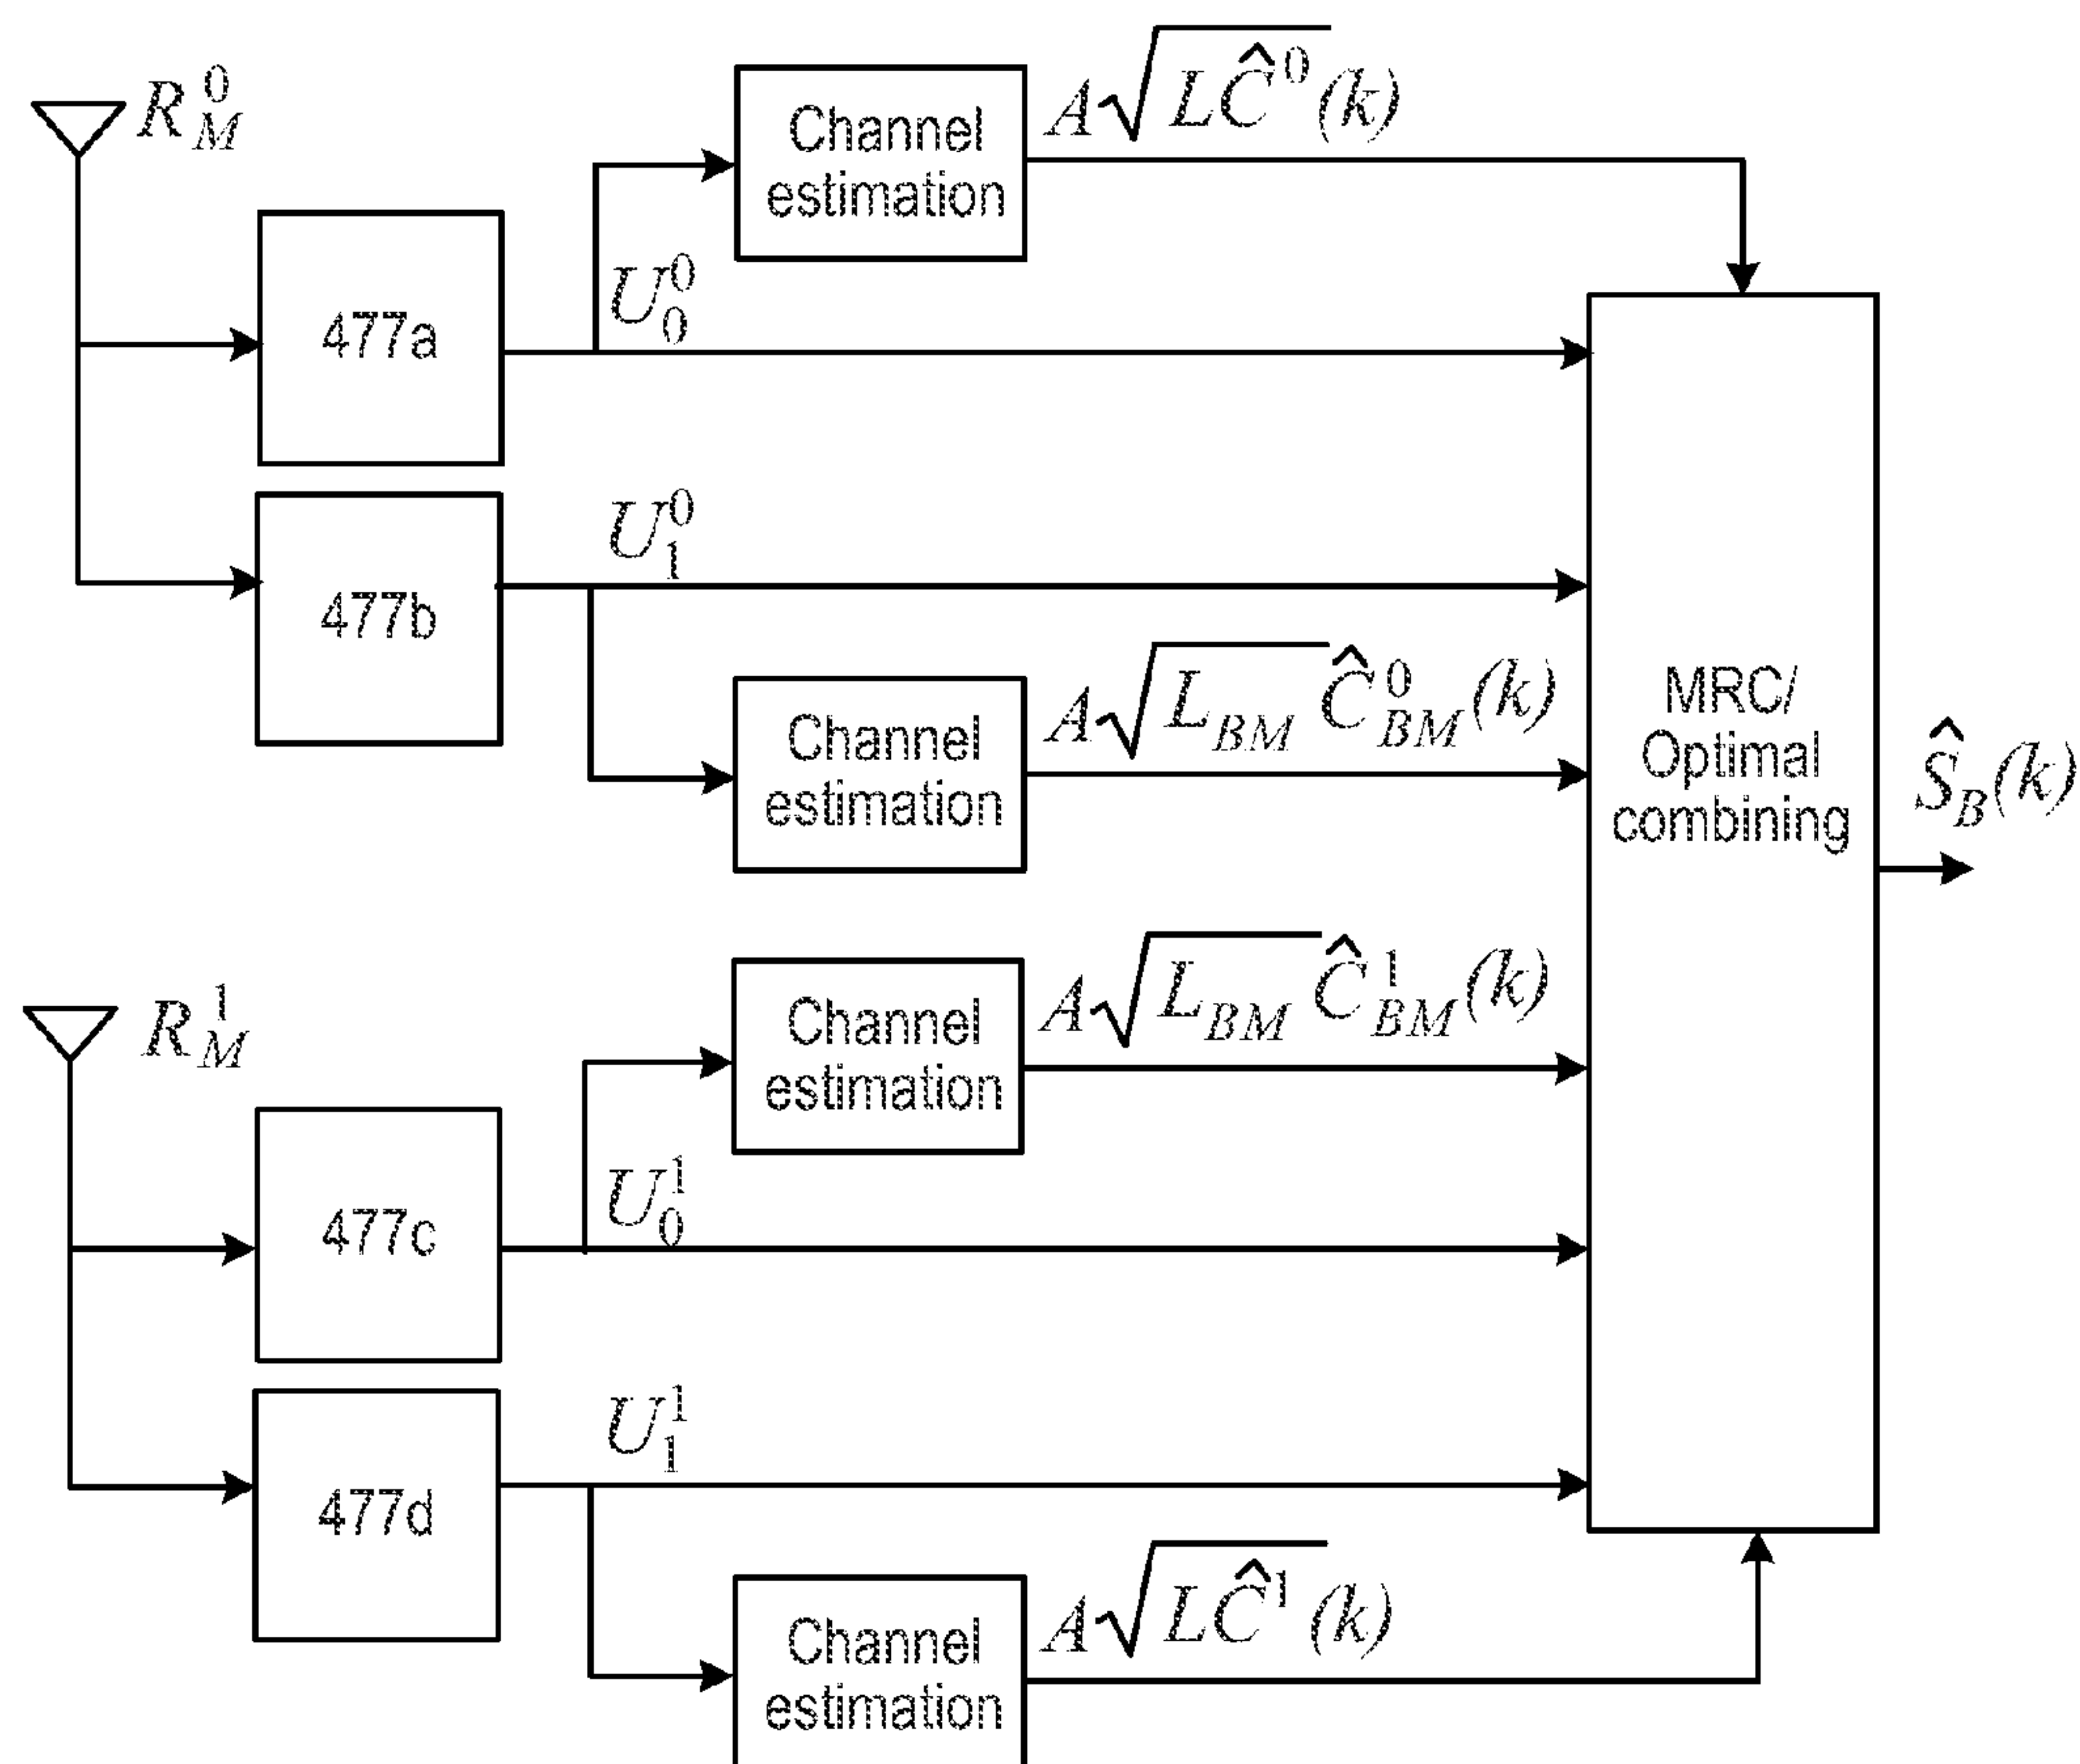 R_M^0
Channel
estimation
A√LĈ^0(k)
477a
U_0^0
477b
U_1^0
Channel
estimation
A√L_BM Ĉ_BM^0(k)
MRC/
Optimal
combining
Ŝ_B(k)
R_M^1
Channel
estimation
A√L_BM Ĉ_BM^1(k)
477c
U_0^1
477d
U_1^1
Channel
estimation
A√LĈ^1(k)